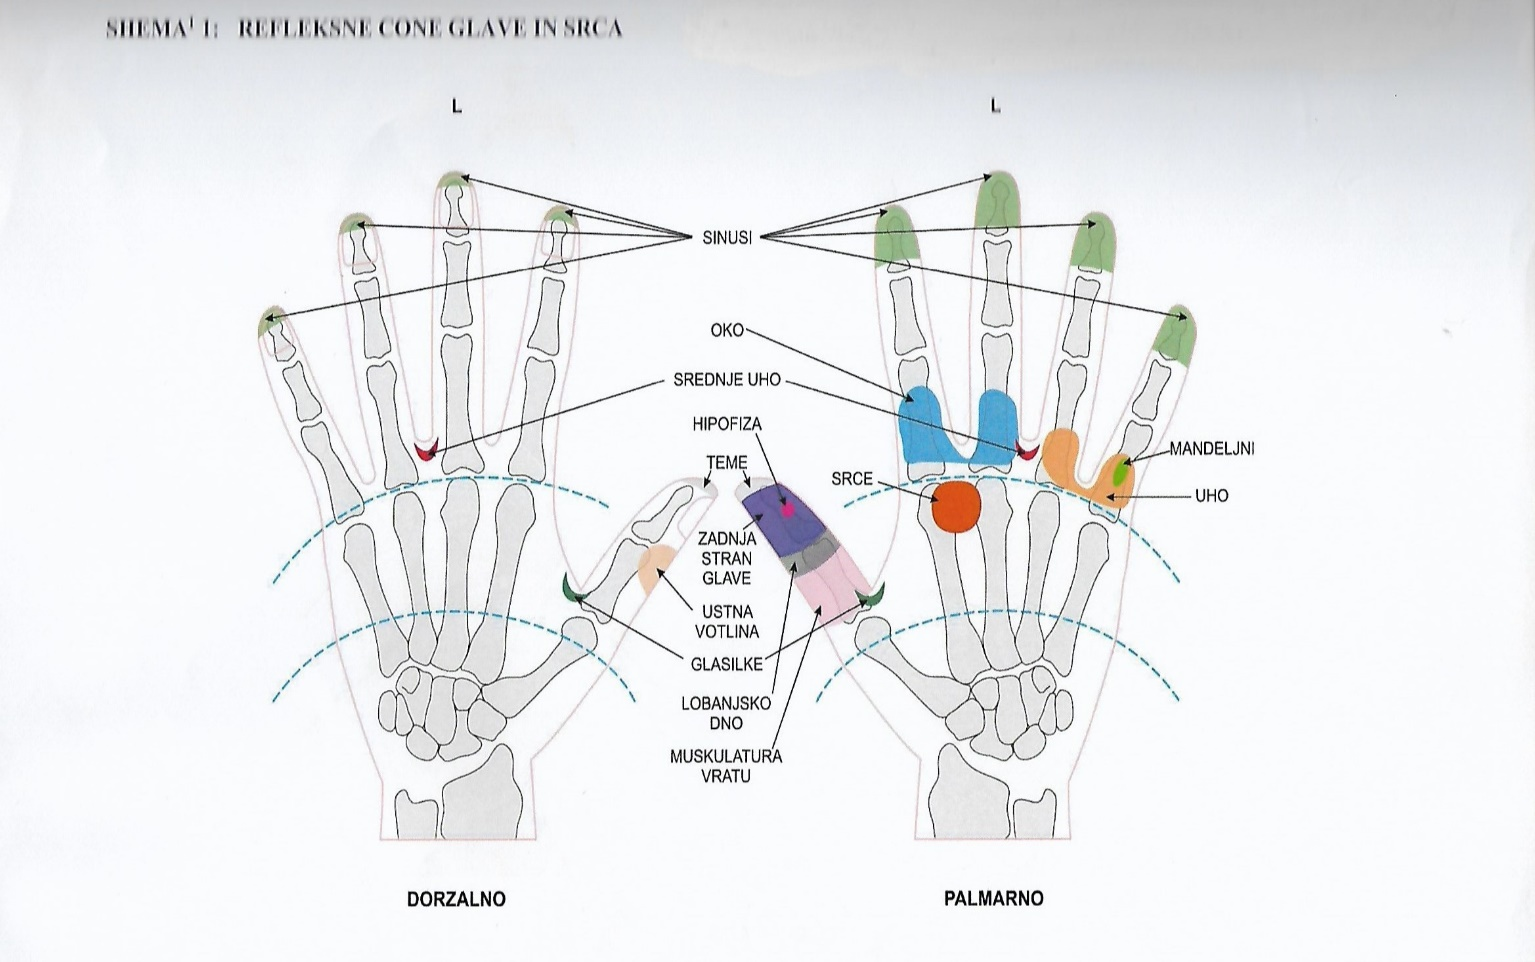 SHEMA¹ 1: REFLEKSNE CONE GLAVE IN SRCA
L
L
SINUSI
OKO
SREDNJE UHO
HIPOFIZA
TEME
SRCE
MANDELJNI
UHO
ZADNJA
STRAN
GLAVE
USTNA
VOTLINA
GLASILKE
LOBANJSKO
DNO
MUSKULATURA
VRATU
DORZALNO
PALMARNO